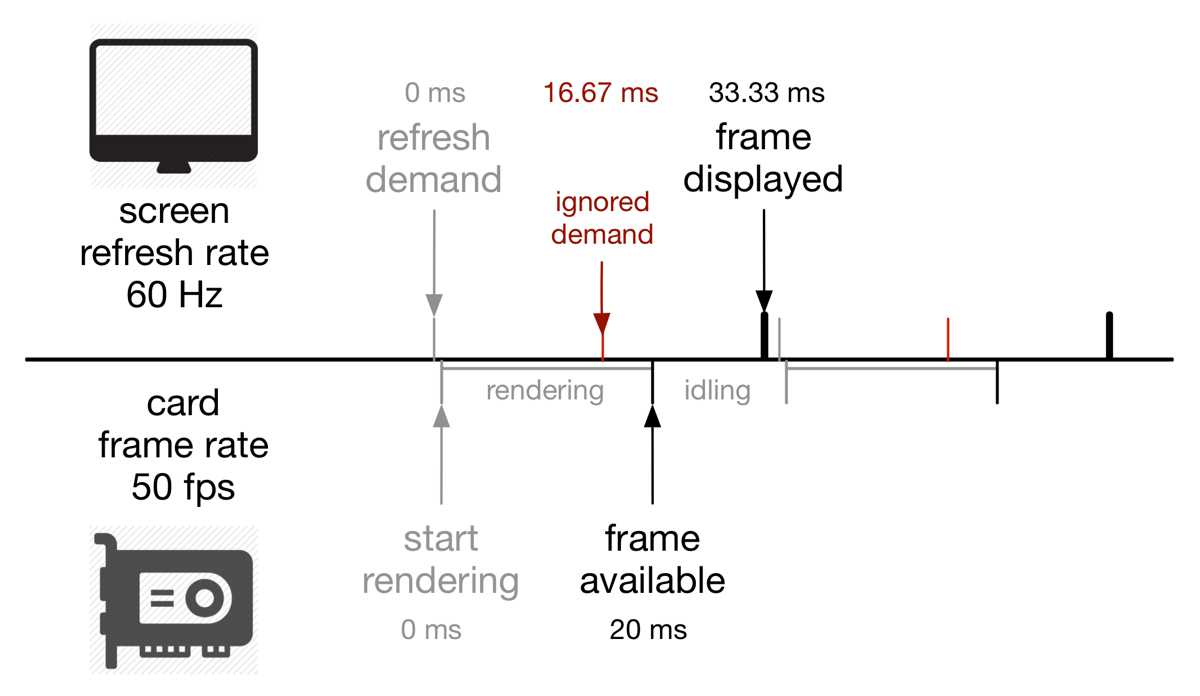 0 ms
16.67 ms
33.33 ms
refresh
demand
frame
displayed
ignored
demand
screen
refresh rate
60 Hz
rendering
idling
card
frame rate
50 fps
start
rendering
frame
available
0 ms
20 ms